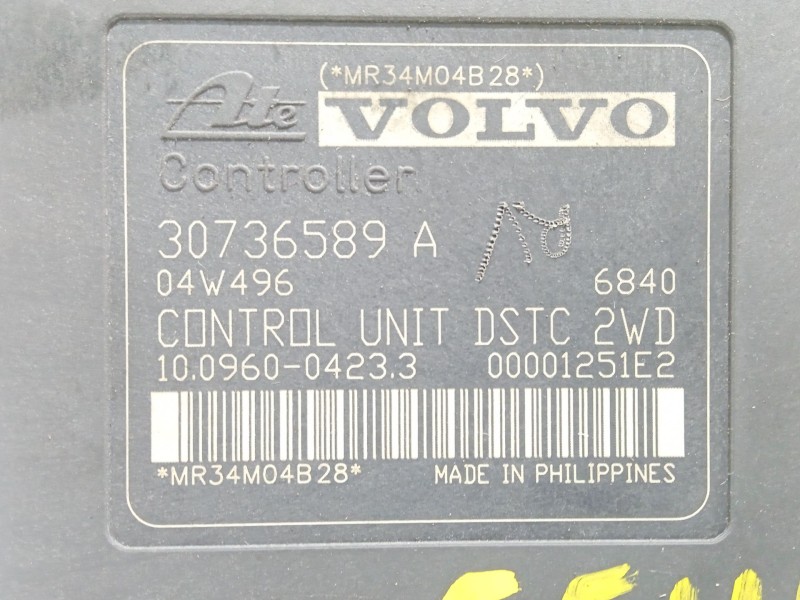 (*MR34M04B28*)
Ate VOLVO
Controller
30736589 A
04W496 6840
CONTROL UNIT DSTC 2WD
10.0960-0423.3 00001251E2
*MR34M04B28* MADE IN PHILIPPINES